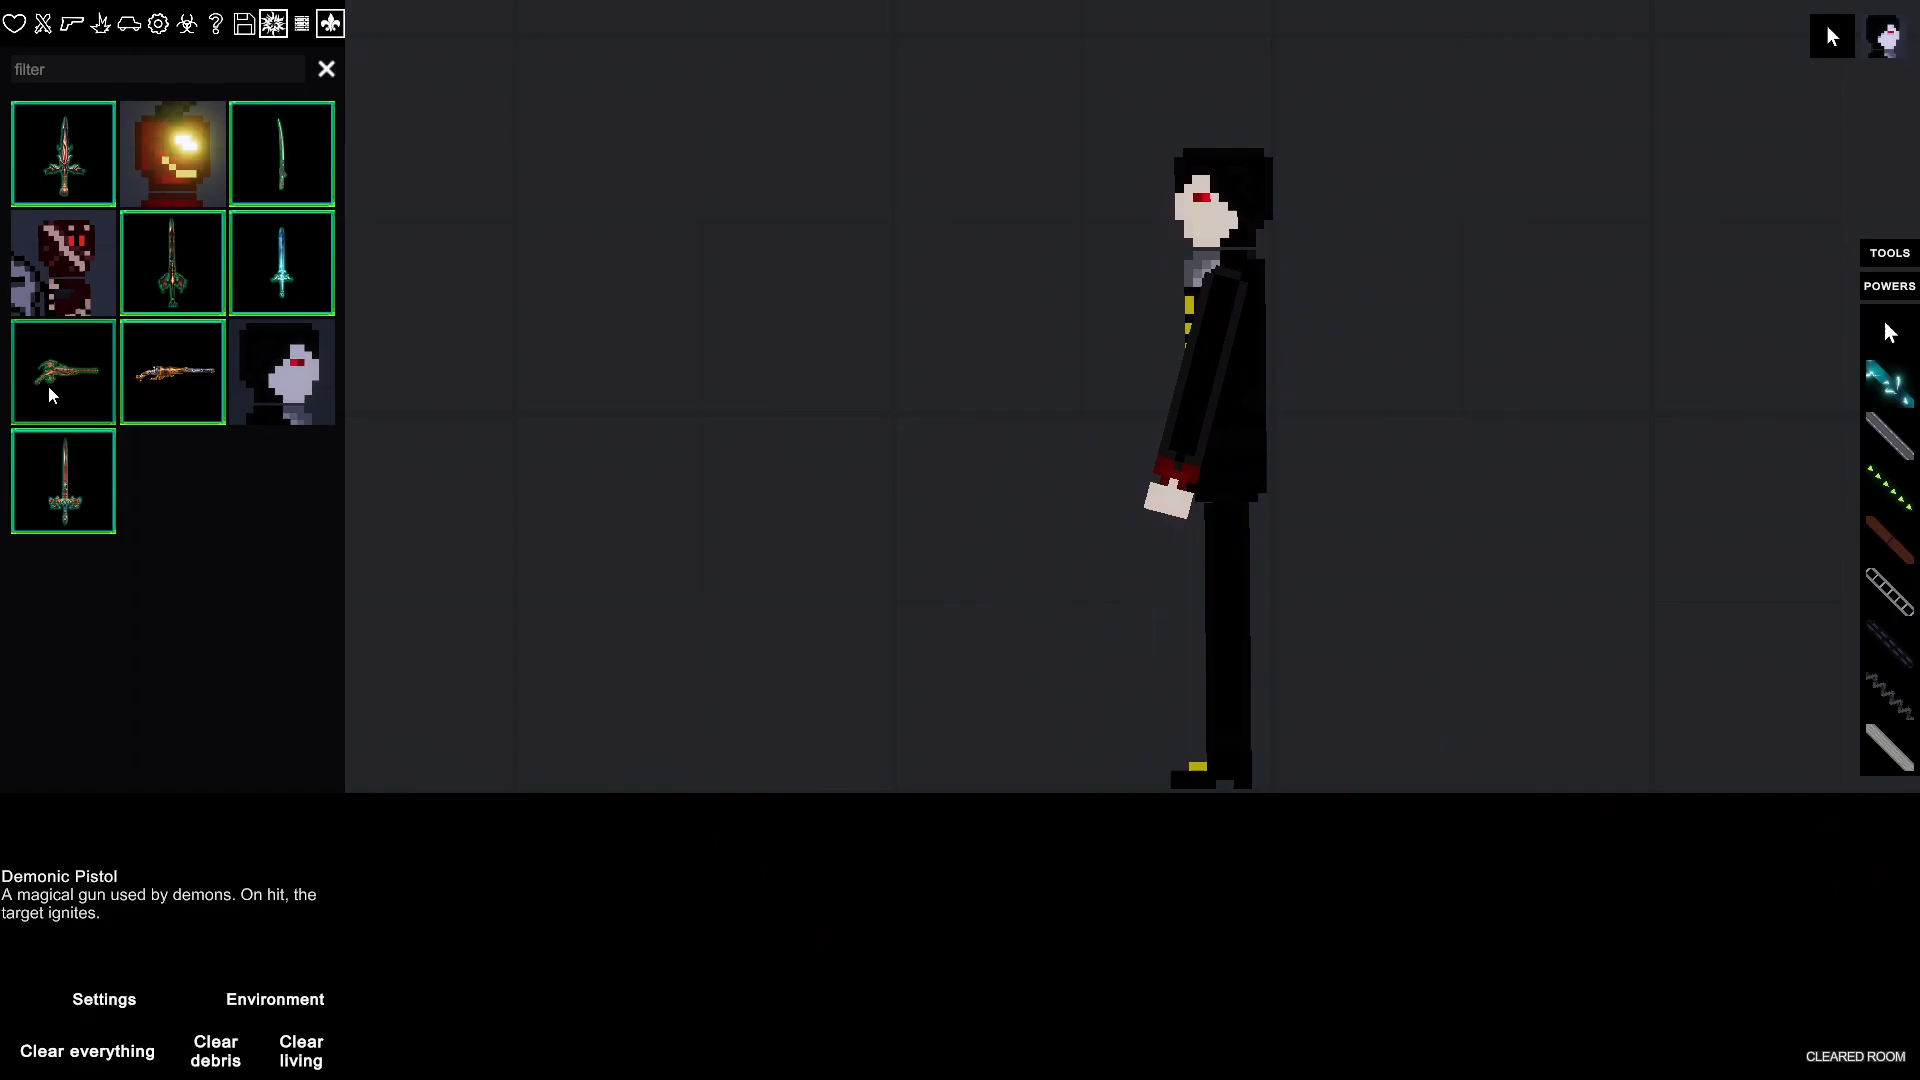 filter
TOOLS
POWERS
Demonic Pistol
A magical gun used by demons. On hit, the
target ignites.
Settings
Environment
Clear everything
Clear
debris
Clear
living
CLEARED ROOM